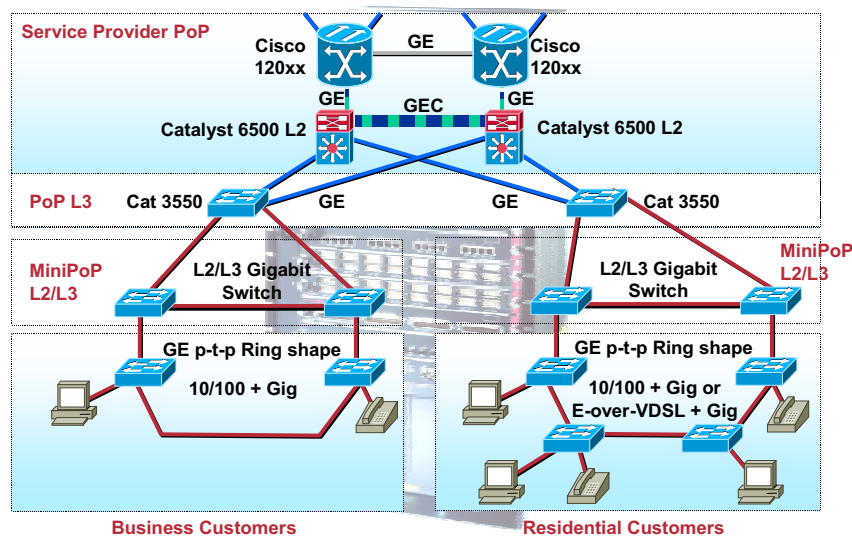 Service Provider PoP
Cisco
120xx
GE
Cisco
120xx
GE
GEC
GE
Catalyst 6500 L2
Catalyst 6500 L2
PoP L3
Cat 3550
GE
GE
Cat 3550
MiniPoP
L2/L3
L2/L3 Gigabit
Switch
L2/L3 Gigabit
Switch
MiniPoP
L2/L3
GE p-t-p Ring shape
10/100 + Gig
GE p-t-p Ring shape
10/100 + Gig or
E-over-VDSL + Gig
Business Customers
Residential Customers